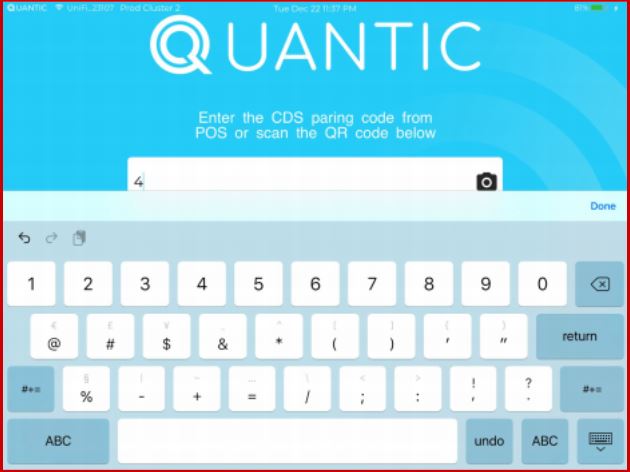 QUANTIC UniFi...23107 Prod Cluster 2 Tue Dec 22 11:37 PM 81%
QUANTIC
Enter the CDS paring code from
POS or scan the QR code below
4
Done
1 2 3 4 5 6 7 8 9 0
€ £ ¥ _ ^ [ ] { }
@ # $ & * ( ) ' " return
§ | ~ … \ < > ! ?
#+= % - + = / ; : , . #+=
ABC undo ABC